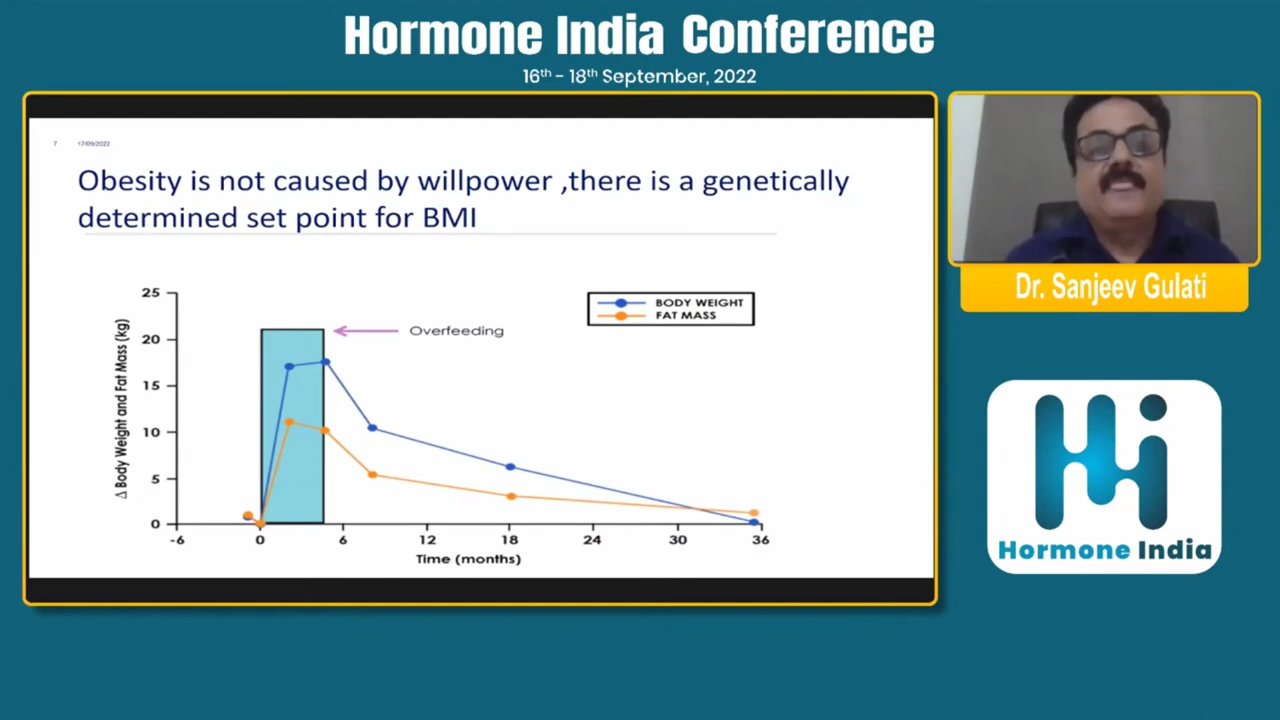 Hormone India Conference
16th - 18th September, 2022
7 17/09/2022
Obesity is not caused by willpower ,there is a genetically
determined set point for BMI
BODY WEIGHT
FAT MASS
Overfeeding
Δ Body Weight and Fat Mass (kg)
25
20
15
10
5
0
-6 0 6 12 18 24 30 36
Time (months)
Dr. Sanjeev Gulati
Hi
Hormone India